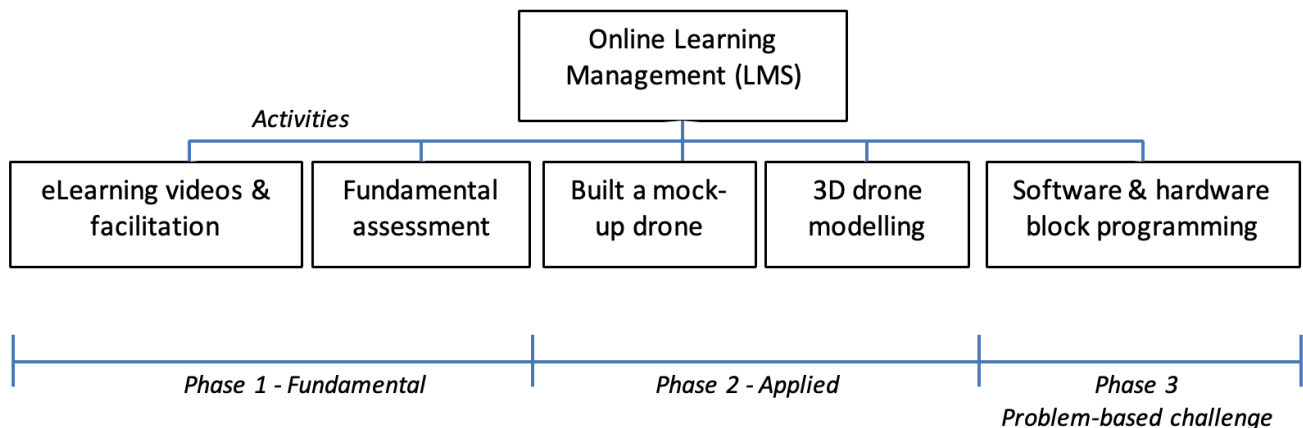 Online Learning
Management (LMS)
Activities
eLearning videos &
facilitation
Fundamental
assessment
Built a mock-
up drone
3D drone
modelling
Software & hardware
block programming
Phase 1 - Fundamental
Phase 2 - Applied
Phase 3
Problem-based challenge